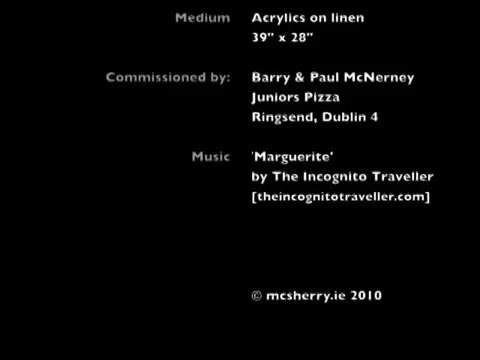 Medium Acrylics on linen
39" x 28"
Commissioned by: Barry & Paul McNerney
Juniors Pizza
Ringsend, Dublin 4
Music 'Marguerite'
by The Incognito Traveller
[theincognitotraveller.com]
© mcsherry.ie 2010